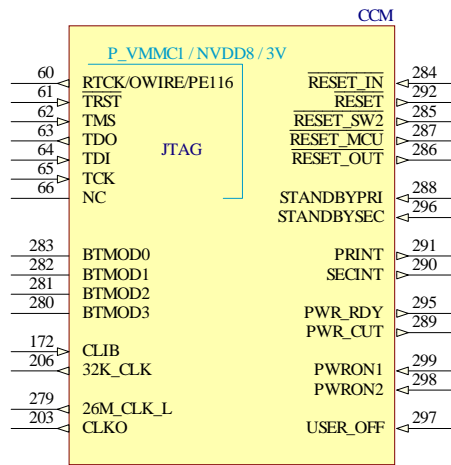 CCM
P_VMMC1 / NVDD8 / 3V
60 RTCK/OWIRE/PE116 RESET_IN 284
61 TRST RESET 292
62 TMS RESET_SW2 285
63 TDO JTAG RESET_MCU 287
64 TDI RESET_OUT 286
65 TCK
66 NC STANDBYPRI 288
STANDBYSEC 296
283 BTMOD0 PRINT 291
282 BTMOD1 SECINT 290
281 BTMOD2
280 BTMOD3 PWR_RDY 295
PWR_CUT 289
172 CLIB
206 32K_CLK PWRON1 299
PWRON2 298
279 26M_CLK_L
203 CLKO USER_OFF 297